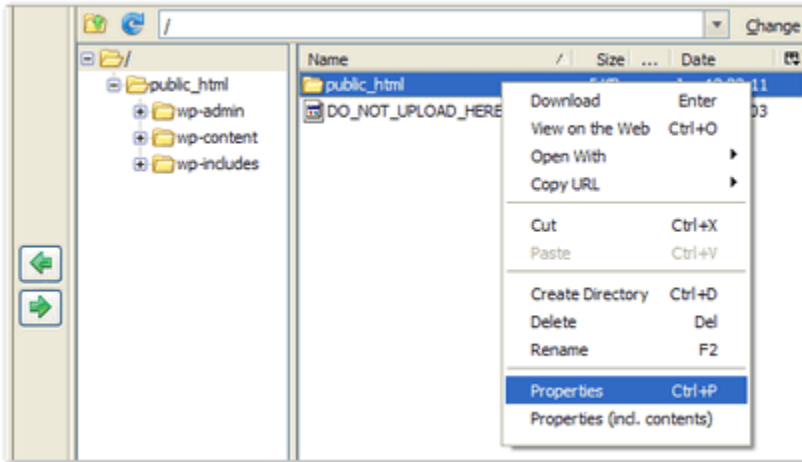 /
Change
/
public_html
wp-admin
wp-content
wp-includes
Name / Size ... Date
public_html
DO_NOT_UPLOAD_HERE
Download Enter
View on the Web Ctrl+O
Open With
Copy URL
Cut Ctrl+X
Paste Ctrl+V
Create Directory Ctrl+D
Delete Del
Rename F2
Properties Ctrl+P
Properties (incl. contents)